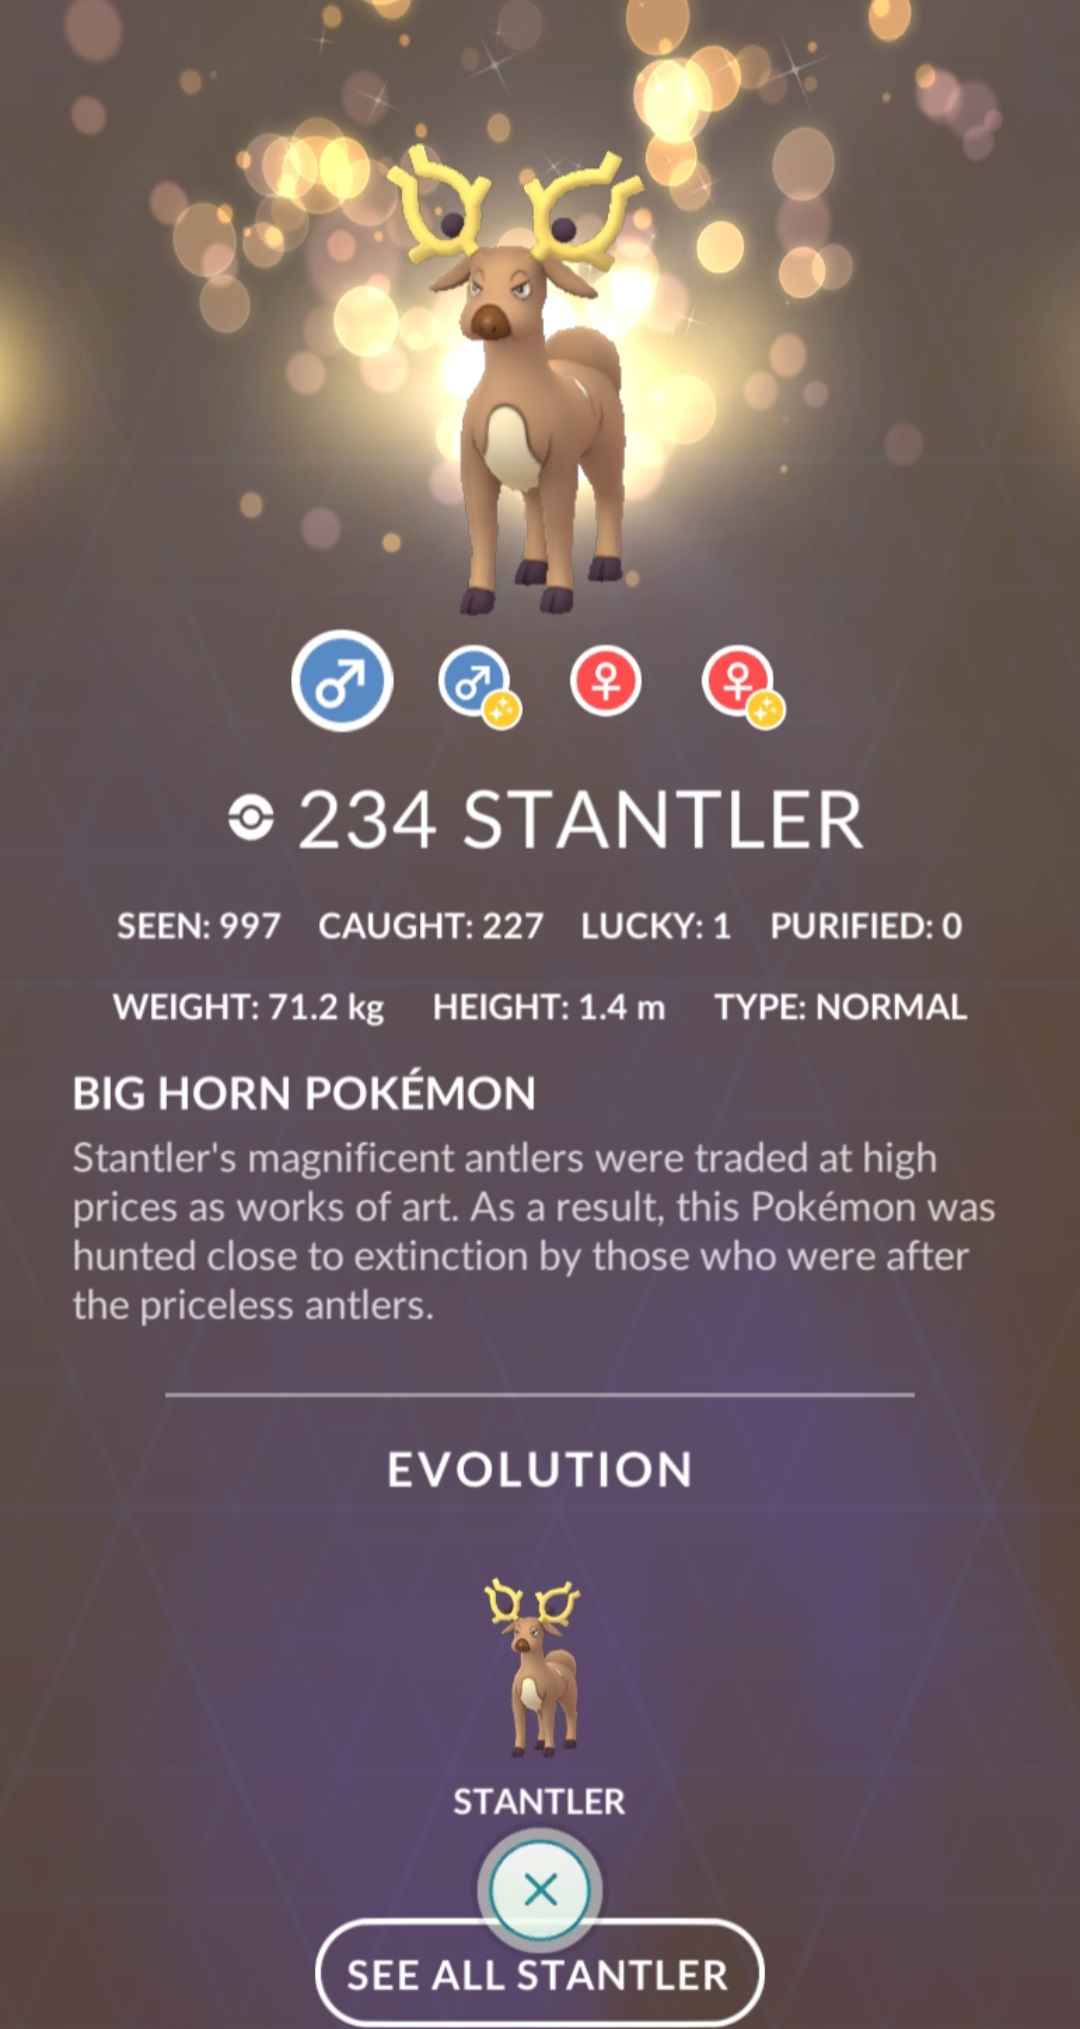 234 STANTLER
SEEN: 997 CAUGHT: 227 LUCKY: 1 PURIFIED: 0
WEIGHT: 71.2 kg HEIGHT: 1.4 m TYPE: NORMAL
BIG HORN POKÉMON
Stantler's magnificent antlers were traded at high
prices as works of art. As a result, this Pokémon was
hunted close to extinction by those who were after
the priceless antlers.
EVOLUTION
STANTLER
SEE ALL STANTLER